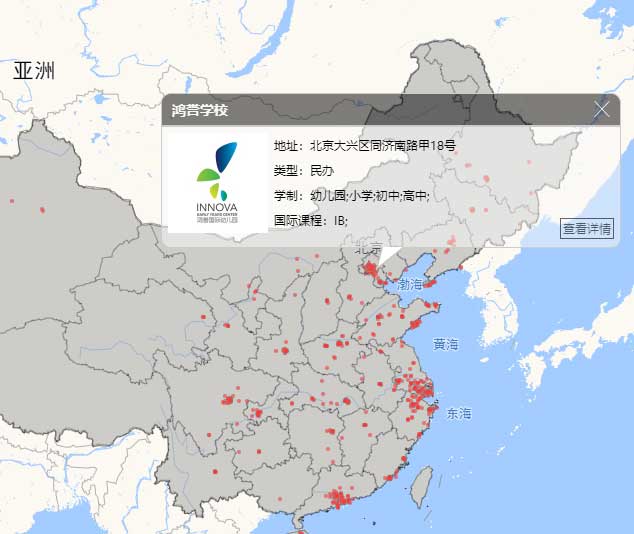 亚洲
鸿菁学校
地址：北京大兴区同济南路甲18号
类型：民办
学制：幼儿园;小学;初中;高中;
国际课程：IB;
INNOVA
EARLY YEARS CENTER
国际幼儿园
查看详情
北京
渤海
黄海
东海